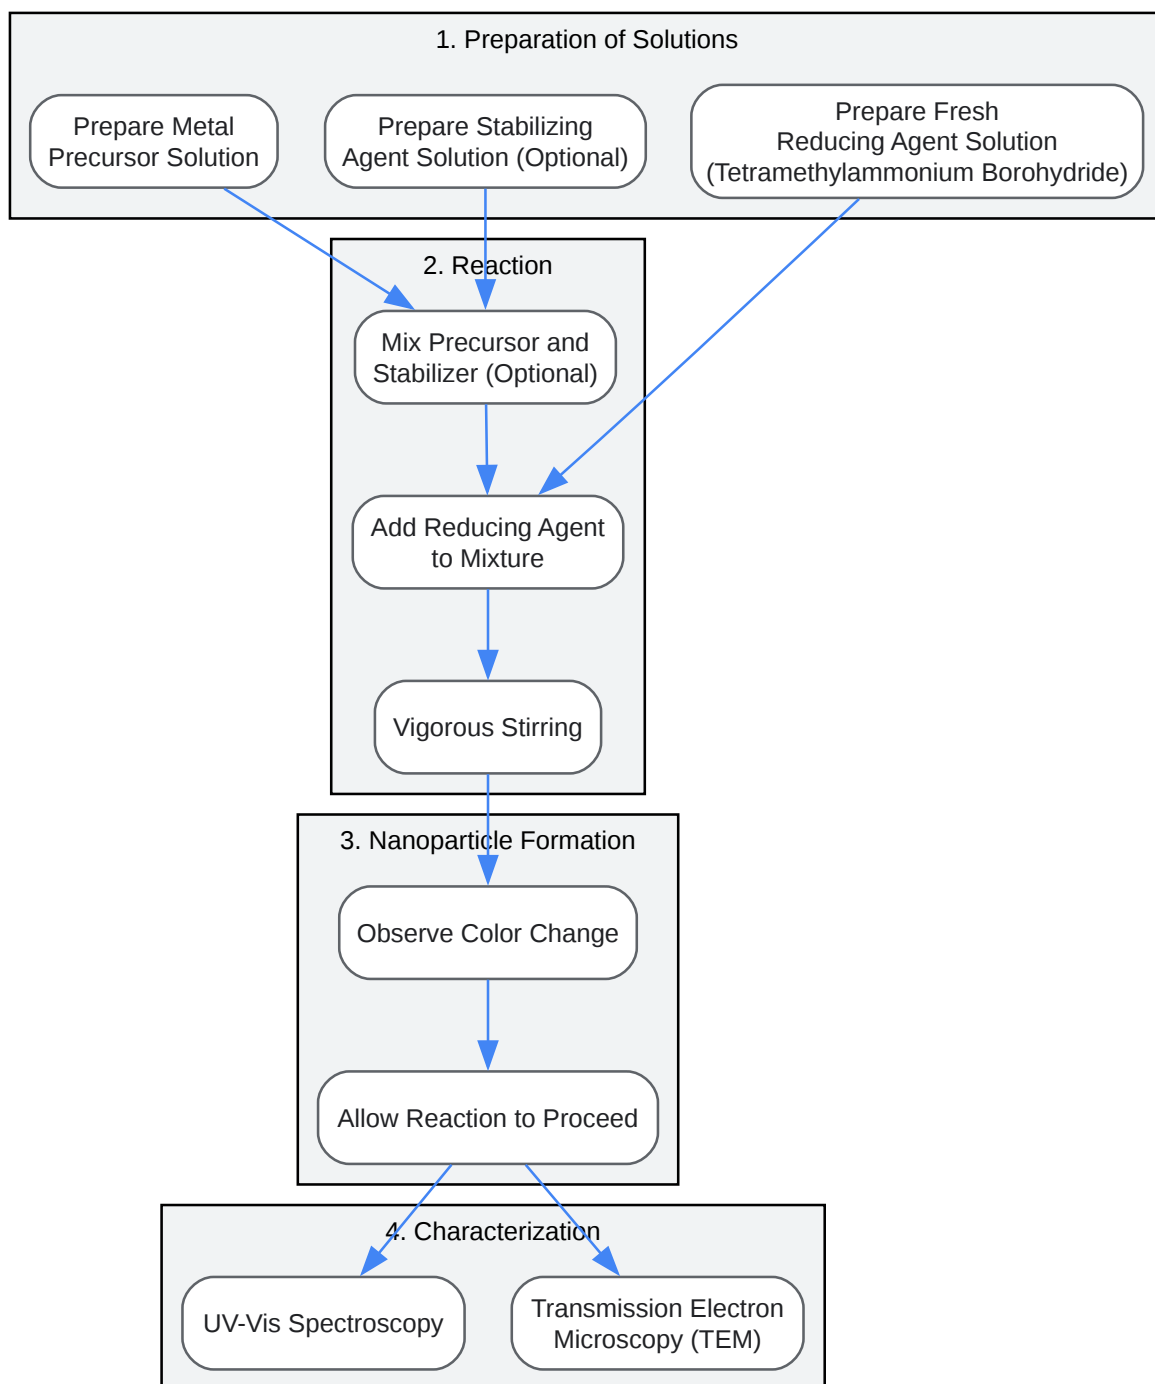 1. Preparation of Solutions
Prepare Metal
Precursor Solution
Prepare Stabilizing
Agent Solution (Optional)
Prepare Fresh
Reducing Agent Solution
(Tetramethylammonium Borohydride)
2. Reaction
Mix Precursor and
Stabilizer (Optional)
Add Reducing Agent
to Mixture
Vigorous Stirring
3. Nanoparticle Formation
Observe Color Change
Allow Reaction to Proceed
4. Characterization
UV-Vis Spectroscopy
Transmission Electron
Microscopy (TEM)